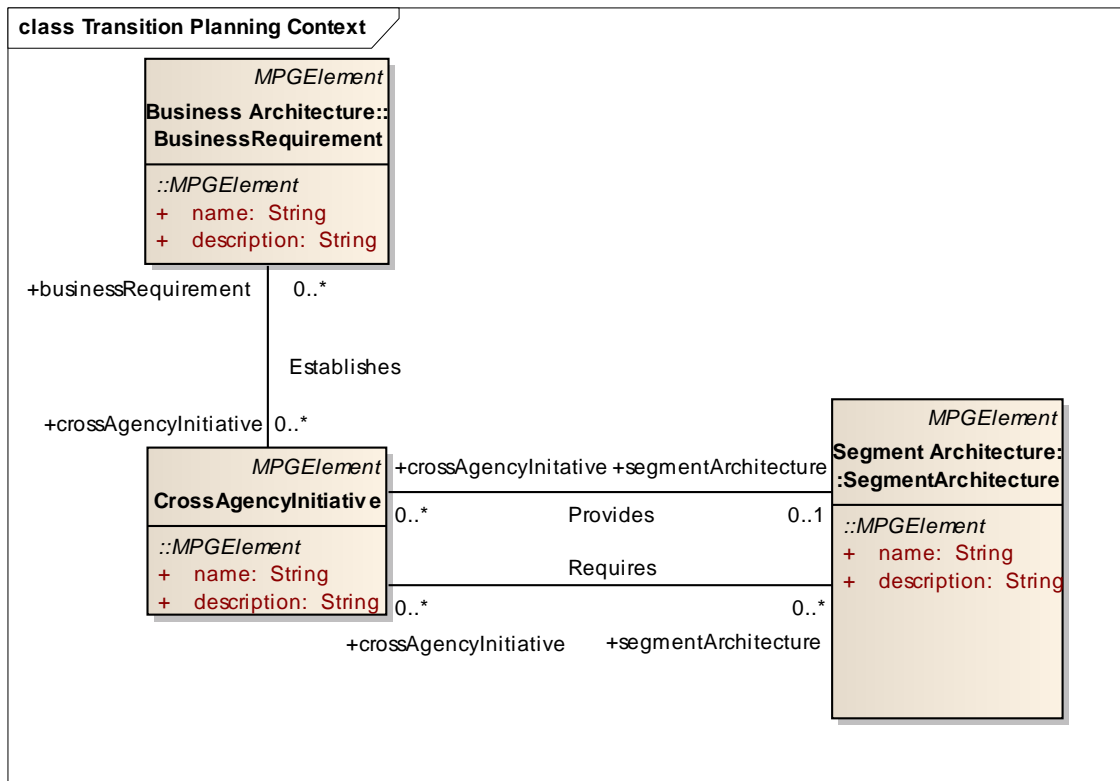 class Transition Planning Context
MPGElement
Business Architecture::
BusinessRequirement
::MPGElement
+ name: String
+ description: String
+businessRequirement 0..*
Establishes
+crossAgencyInitiative 0..*
MPGElement
CrossAgencyInitiative
::MPGElement
+ name: String
+ description: String
+crossAgencyInitative +segmentArchitecture
0..* Provides 0..1
Requires
0..* 0..*
+crossAgencyInitiative +segmentArchitecture
MPGElement
Segment Architecture:
:SegmentArchitecture
::MPGElement
+ name: String
+ description: String